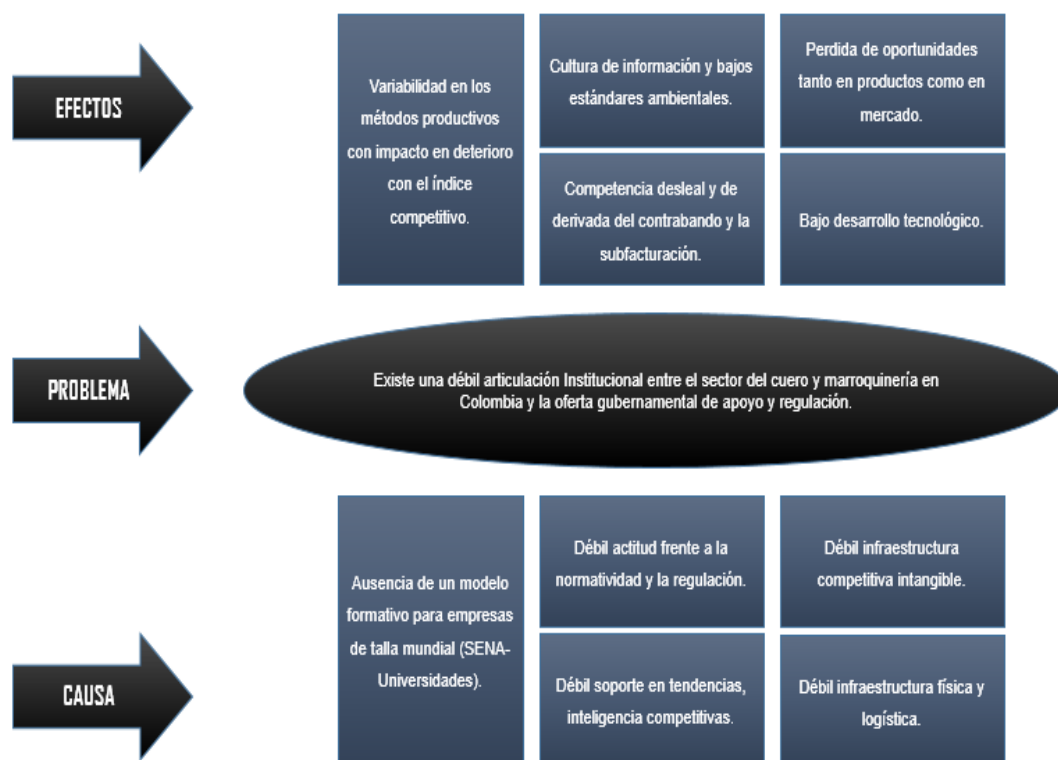 EFECTOS
Variabilidad en los
métodos productivos
con impacto en deterioro
con el índice
competitivo.
Cultura de información y bajos
estándares ambientales.
Perdida de oportunidades
tanto en productos como en
mercado.
Competencia desleal y de
derivada del contrabando y la
subfacturación.
Bajo desarrollo tecnológico.
PROBLEMA
Existe una débil articulación Institucional entre el sector del cuero y marroquinería en
Colombia y la oferta gubernamental de apoyo y regulación.
CAUSA
Ausencia de un modelo
formativo para empresas
de talla mundial (SENA-
Universidades).
Débil actitud frente a la
normatividad y la regulación.
Débil infraestructura
competitiva intangible.
Débil soporte en tendencias,
inteligencia competitivas.
Débil infraestructura física y
logística.